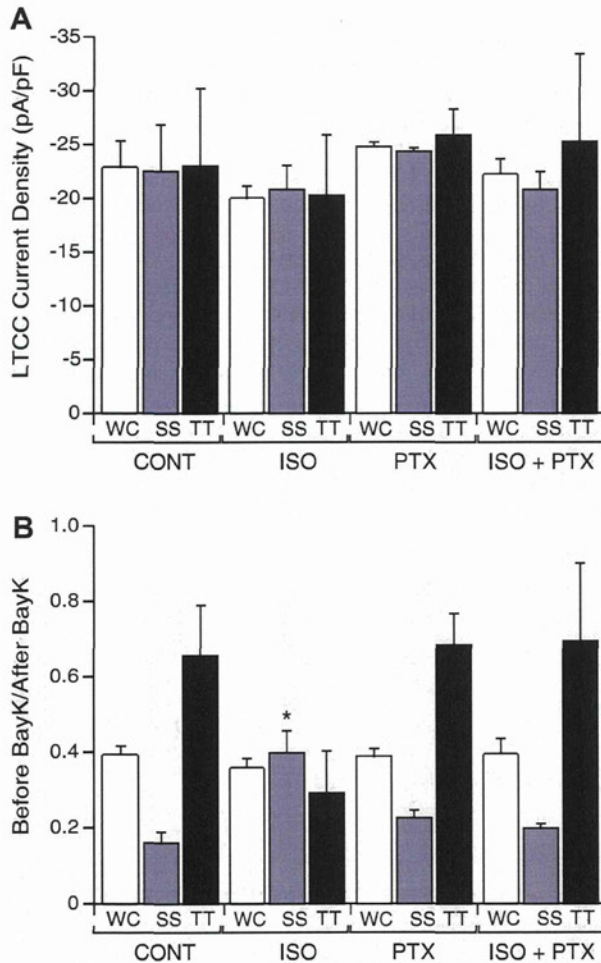 A
LTCC Current Density (pA/pF)
-35
-30
-25
-20
-15
-10
-5
0
WC SS TT WC SS TT WC SS TT WC SS TT
CONT ISO PTX ISO + PTX
B
Before BayK/After BayK
1.0
0.8
0.6
0.4
0.2
0
*
WC SS TT WC SS TT WC SS TT WC SS TT
CONT ISO PTX ISO + PTX